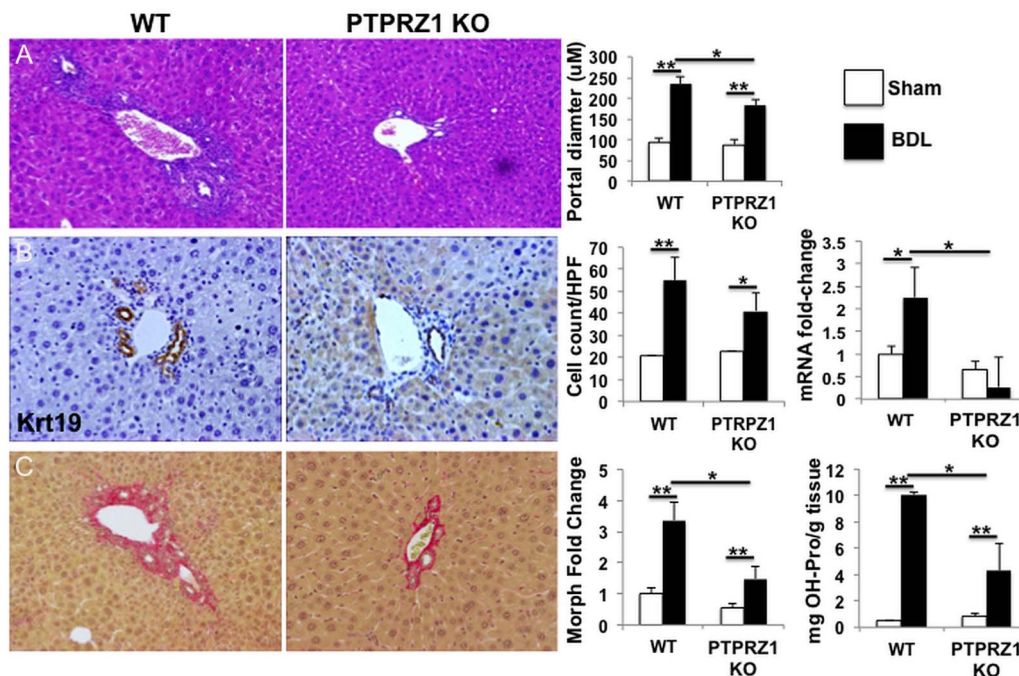 WT
PTPRZ1 KO
A
Portal diamter (uM)
300
250
200
150
100
50
0
**
*
**
WT
PTPRZ1
KO
Sham
BDL
B
Krt19
Cell count/HPF
70
60
50
40
30
20
10
0
**
*
WT
PTRPZ1
KO
mRNA fold-change
3.5
3
2.5
2
1.5
1
0.5
0
*
*
WT
PTPRZ1
KO
C
Morph Fold Change
5
4
3
2
1
0
**
*
**
WT
PTPRZ1
KO
mg OH-Pro/g tissue
12
10
8
6
4
2
0
**
*
**
WT
PTPRZ1
KO